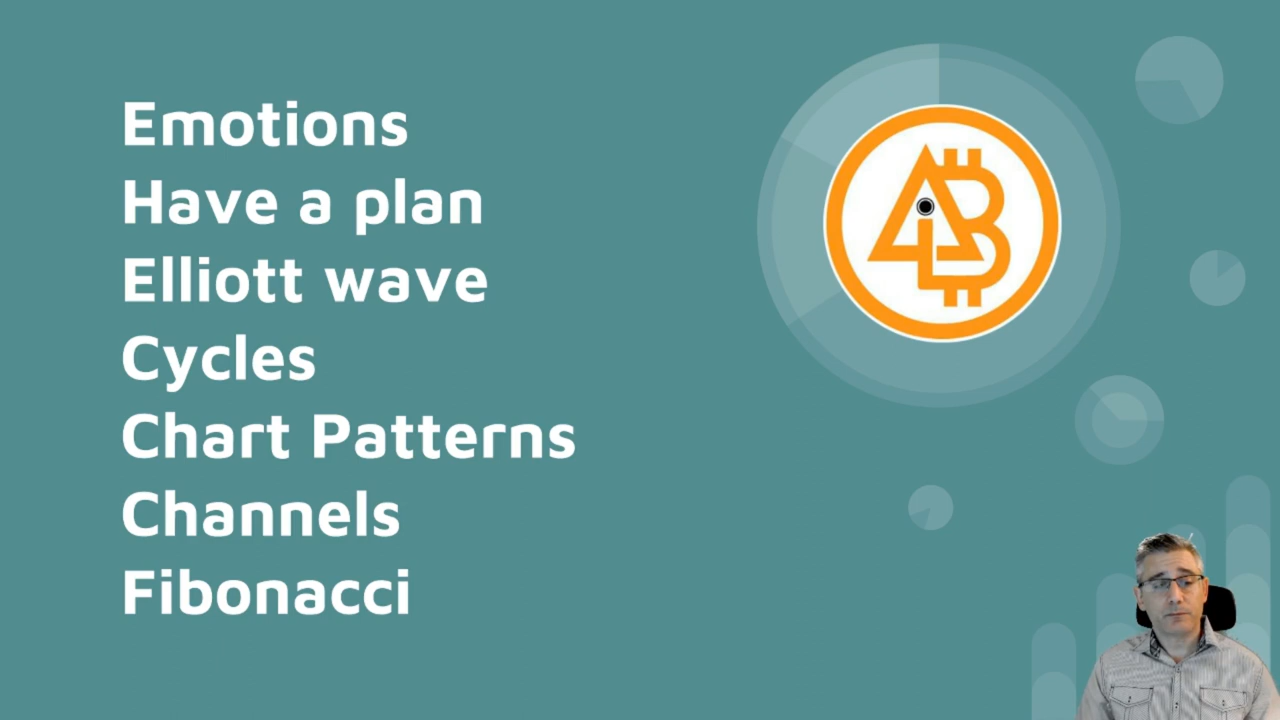 Emotions
Have a plan
Elliott wave
Cycles
Chart Patterns
Channels
Fibonacci